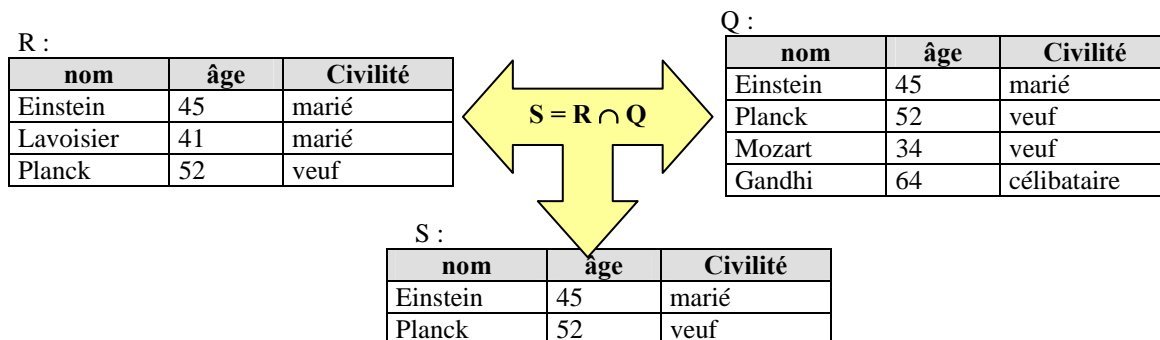 R :
nom âge Civilité
Einstein 45 marié
Lavoisier 41 marié
Planck 52 veuf
S = R ∩ Q
Q :
nom âge Civilité
Einstein 45 marié
Planck 52 veuf
Mozart 34 veuf
Gandhi 64 célibataire
S :
nom âge Civilité
Einstein 45 marié
Planck 52 veuf